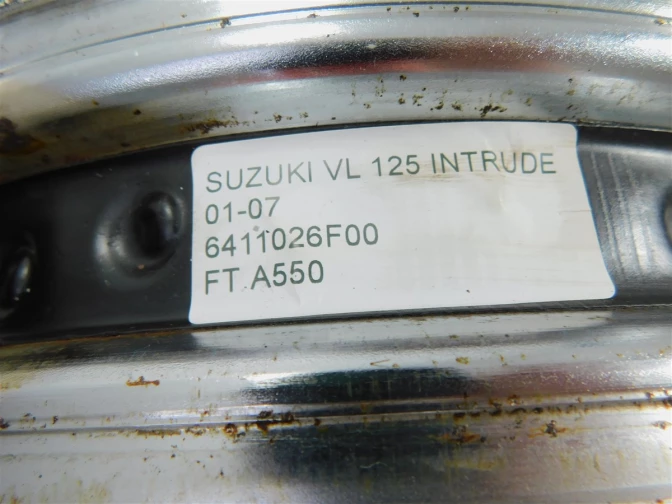 SUZUKI VL 125 INTRUDE
01-07
6411026F00
FT A550